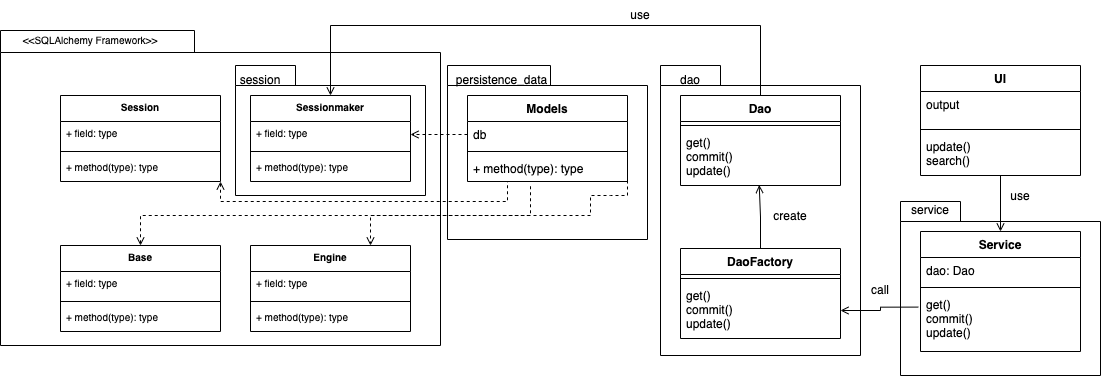 use
<<SQLAlchemy Framework>>
session
persistence_data
dao
UI
output
update()
search()
Session
+ field: type
+ method(type): type
Sessionmaker
+ field: type
+ method(type): type
Models
db
+ method(type): type
Dao
get()
commit()
update()
use
create
service
Service
dao: Dao
get()
commit()
update()
Base
+ field: type
+ method(type): type
Engine
+ field: type
+ method(type): type
DaoFactory
get()
commit()
update()
call